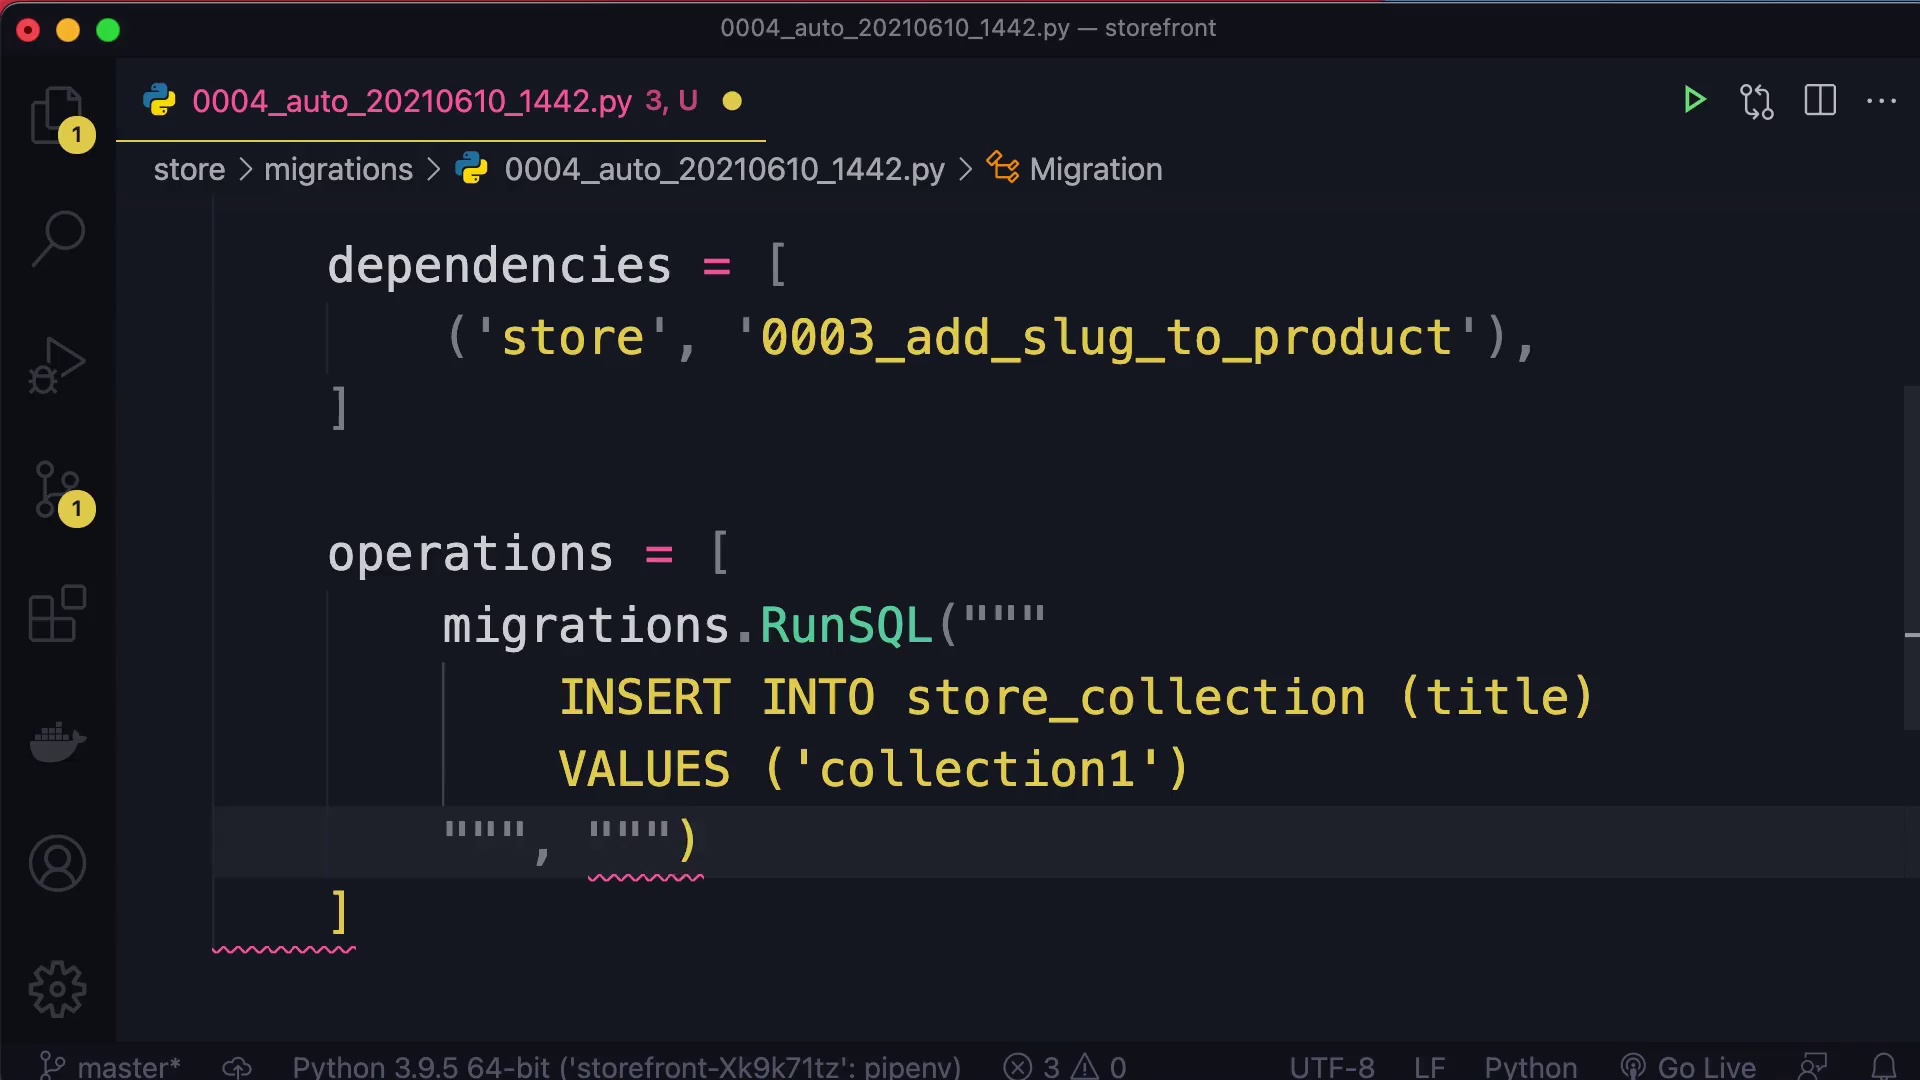 0004_auto_20210610_1442.py — storefront
0004_auto_20210610_1442.py 3, U
1
store > migrations > 0004_auto_20210610_1442.py > Migration
dependencies = [
('store', '0003_add_slug_to_product'),
]
1
operations = [
migrations.RunSQL("""
INSERT INTO store_collection (title)
VALUES ('collection1')
""", """)
]
master* Python 3.9.5 64-bit ('storefront-Xk9k71tz': pipenv) 3 0 UTF-8 LF Python Go Live